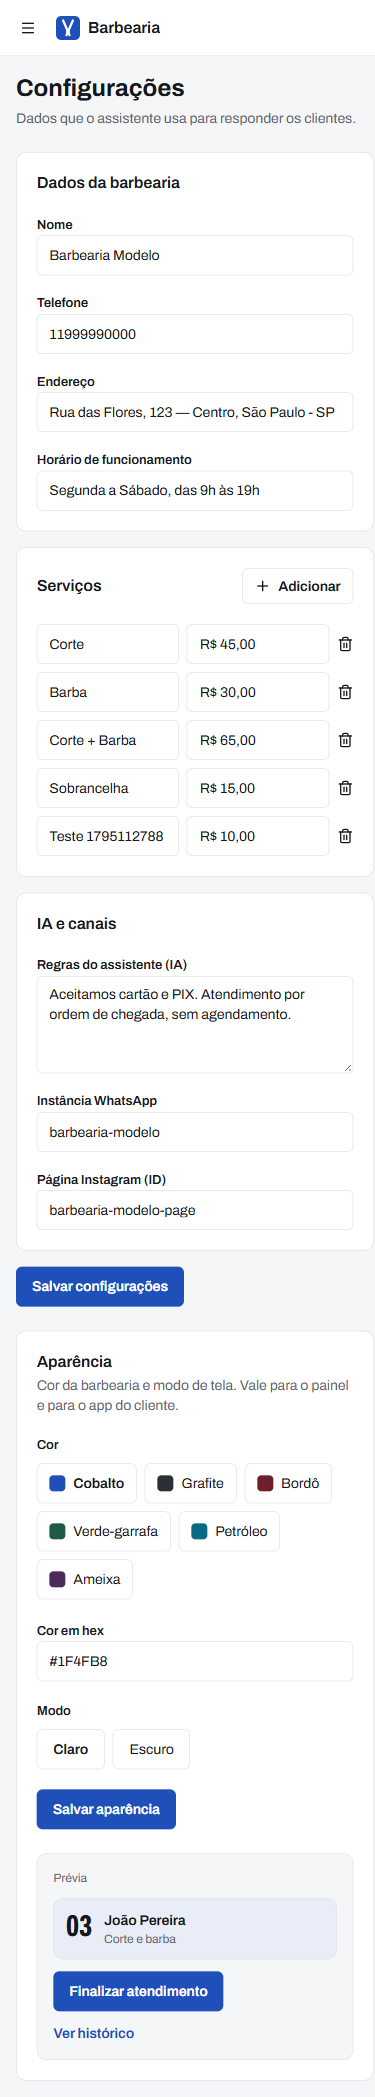 Barbearia
Configurações
Dados que o assistente usa para responder os clientes.
Dados da barbearia
Nome
Barbearia Modelo
Telefone
11999990000
Endereço
Rua das Flores, 123 — Centro, São Paulo - SP
Horário de funcionamento
Segunda a Sábado, das 9h às 19h
Serviços
Adicionar
Corte
R$ 45,00
Barba
R$ 30,00
Corte + Barba
R$ 65,00
Sobrancelha
R$ 15,00
Teste 1795112788
R$ 10,00
IA e canais
Regras do assistente (IA)
Aceitamos cartão e PIX. Atendimento por
ordem de chegada, sem agendamento.
Instância WhatsApp
barbearia-modelo
Página Instagram (ID)
barbearia-modelo-page
Salvar configurações
Aparência
Cor da barbearia e modo de tela. Vale para o painel
e para o app do cliente.
Cor
Cobalto
Grafite
Bordô
Verde-garrafa
Petróleo
Ameixa
Cor em hex
#1F4FB8
Modo
Claro
Escuro
Salvar aparência
Prévia
03
João Pereira
Corte e barba
Finalizar atendimento
Ver histórico